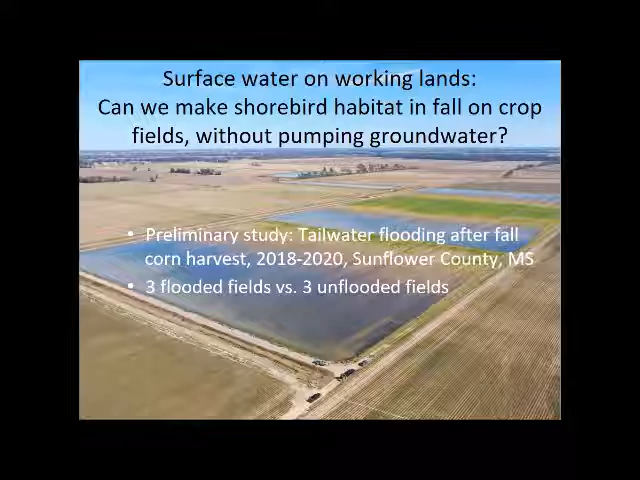 Surface water on working lands:
Can we make shorebird habitat in fall on crop
fields, without pumping groundwater?
• Preliminary study: Tailwater flooding after fall
corn harvest, 2018-2020, Sunflower County, MS
• 3 flooded fields vs. 3 unflooded fields